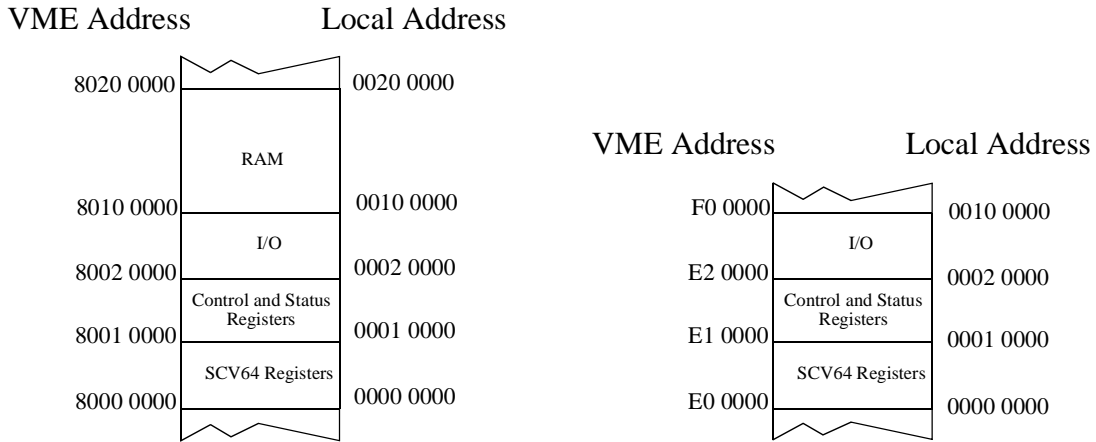 VME Address Local Address
8020 0000 0020 0000
RAM
8010 0000 0010 0000
I/O
8002 0000 0002 0000
Control and Status
Registers
8001 0000 0001 0000
SCV64 Registers
8000 0000 0000 0000
VME Address Local Address
F0 0000 0010 0000
I/O
E2 0000 0002 0000
Control and Status
Registers
E1 0000 0001 0000
SCV64 Registers
E0 0000 0000 0000